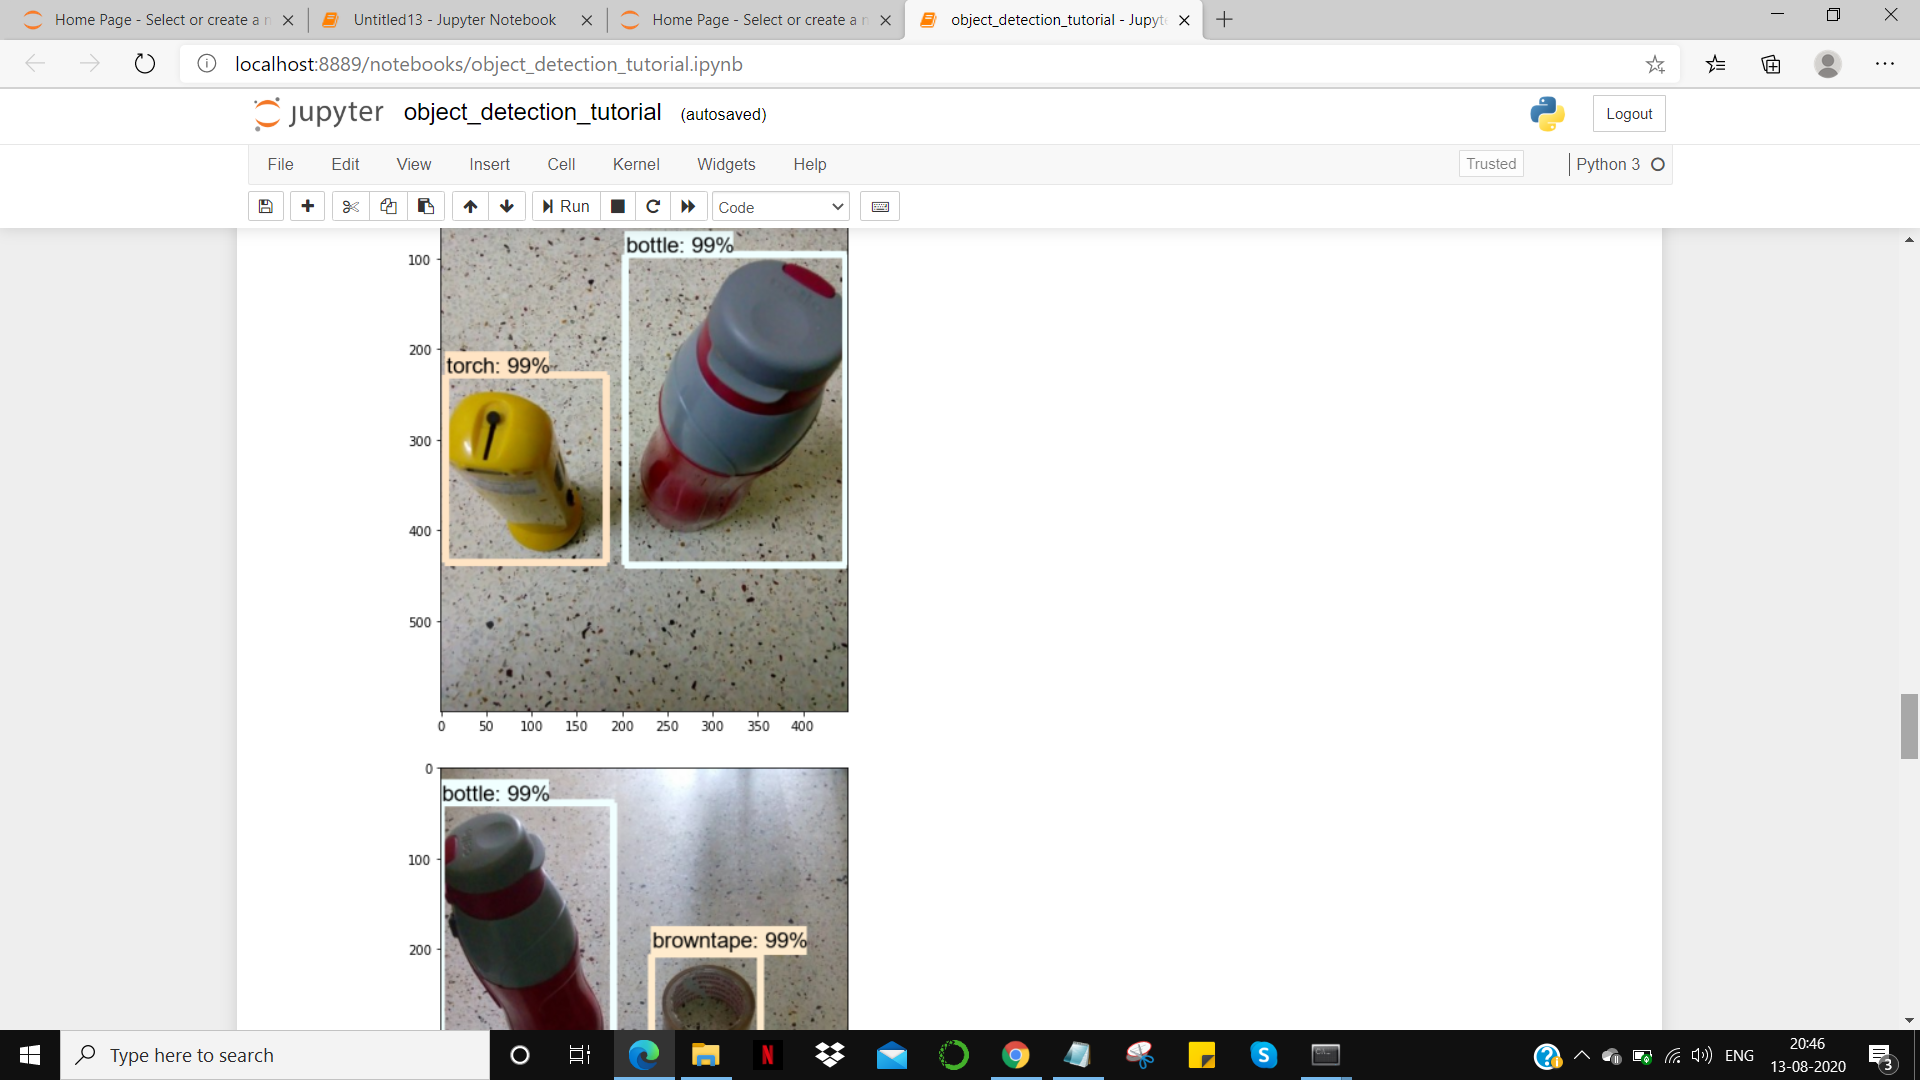 Home Page - Select or create a n
Untitled13 - Jupyter Notebook
Home Page - Select or create a n
object_detection_tutorial - Jupyte
localhost:8889/notebooks/object_detection_tutorial.ipynb
jupyter object_detection_tutorial (autosaved)
Logout
File Edit View Insert Cell Kernel Widgets Help
Trusted
Python 3
Run
Code
bottle: 99%
100
200
torch: 99%
300
400
500
0 50 100 150 200 250 300 350 400
0
bottle: 99%
100
browntape: 99%
200
Type here to search
N
S
C:\_
ENG
20:46
13-08-2020
3